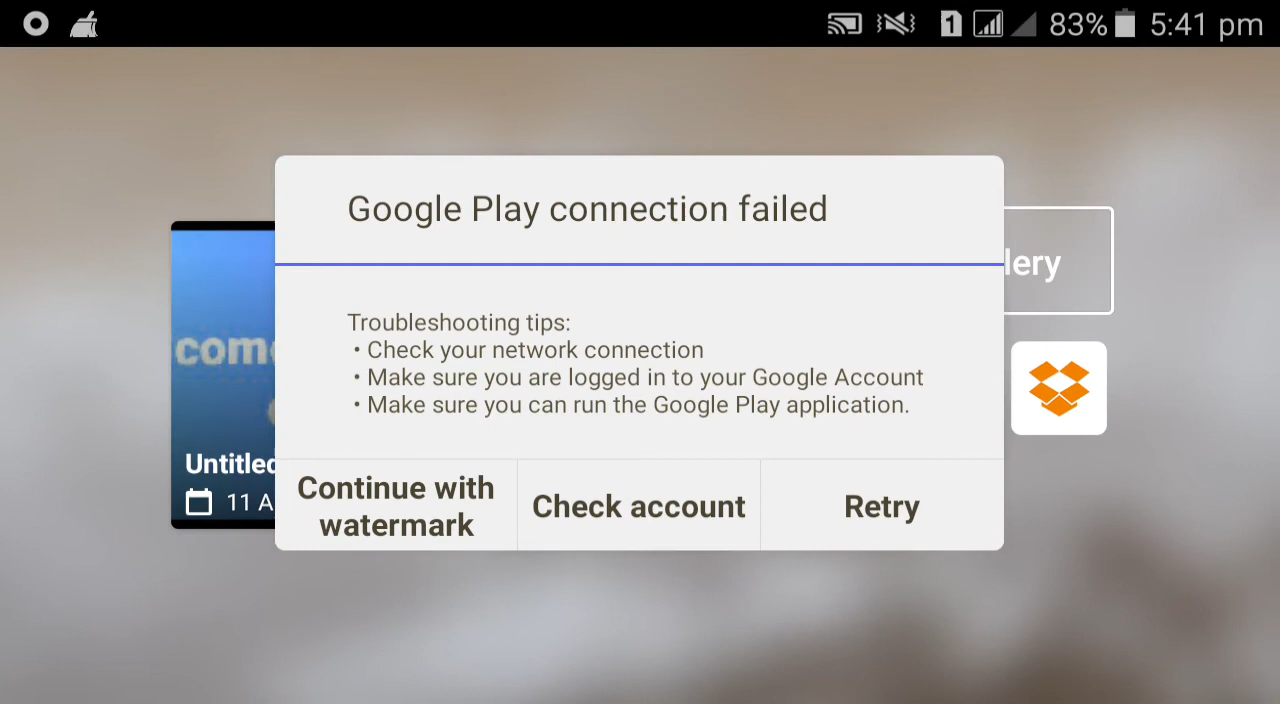 1 83% 5:41 pm
Google Play connection failed
lery
Troubleshooting tips:
• Check your network connection
• Make sure you are logged in to your Google Account
• Make sure you can run the Google Play application.
com
Untitled
11 A
Continue with
watermark
Check account
Retry